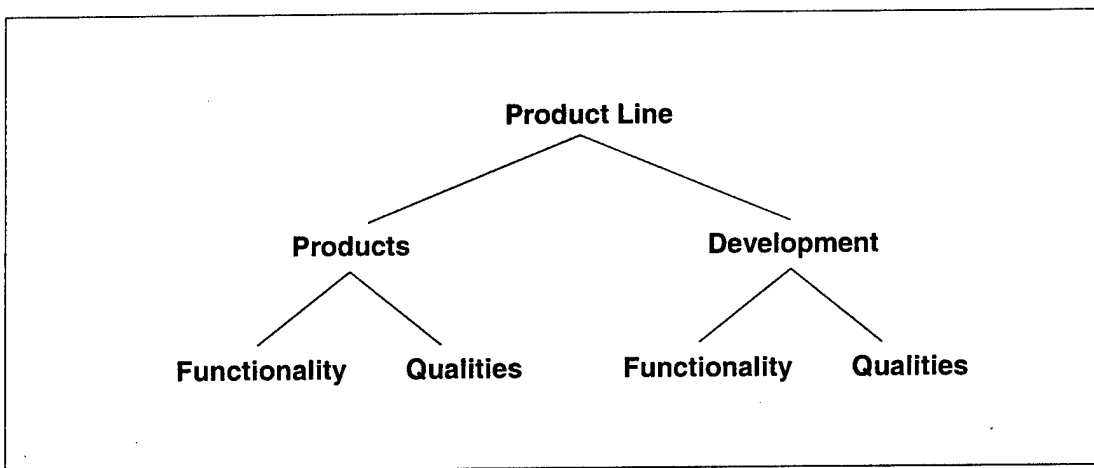 Product Line
Products
Development
Functionality
Qualities
Functionality
Qualities